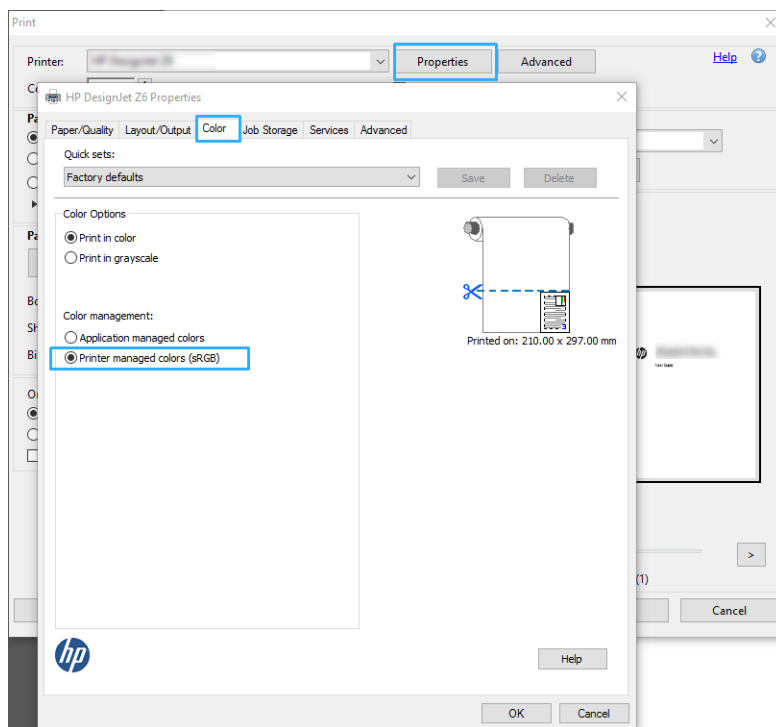 Print
Printer:
Properties
Advanced
Help
?
HP DesignJet Z6 Properties
Paper/Quality
Layout/Output
Color
Job Storage
Services
Advanced
Quick sets:
Factory defaults
Save
Delete
Color Options
Print in color
Print in grayscale
Color management:
Application managed colors
Printer managed colors (sRGB)
Printed on: 210.00 x 297.00 mm
hp
Help
OK
Cancel
>
(1)
Cancel